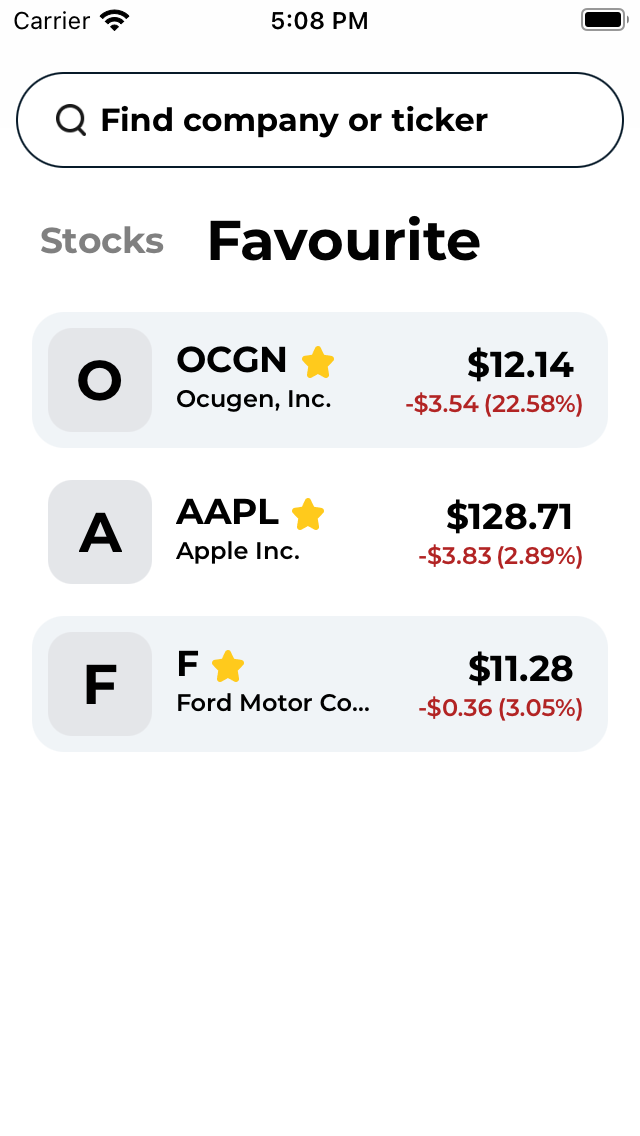 Carrier 5:08 PM
Find company or ticker
Stocks Favourite
O
OCGN $12.14
Ocugen, Inc. -$3.54 (22.58%)
A
AAPL $128.71
Apple Inc. -$3.83 (2.89%)
F
F $11.28
Ford Motor Co... -$0.36 (3.05%)